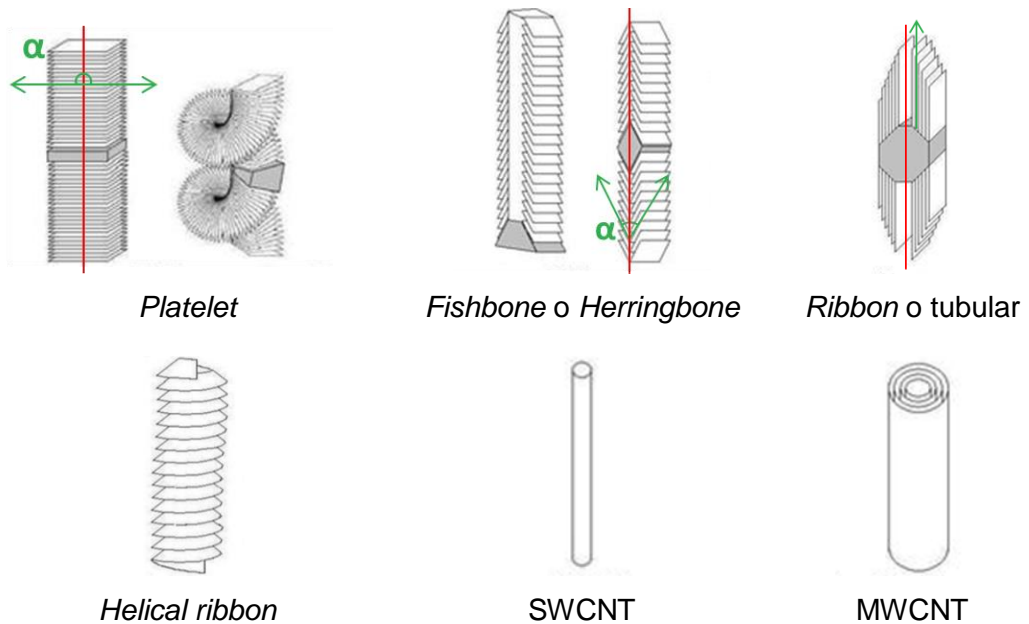 α
α
Platelet
Fishbone o Herringbone
Ribbon o tubular
Helical ribbon
SWCNT
MWCNT